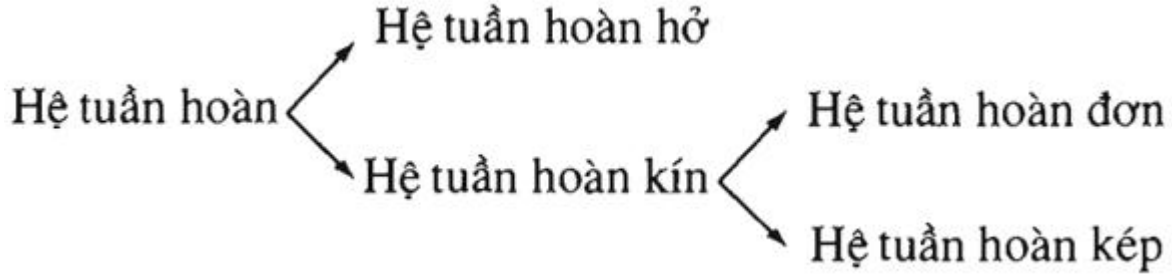 Hệ tuần hoàn hở
Hệ tuần hoàn
Hệ tuần hoàn đơn
Hệ tuần hoàn kín
Hệ tuần hoàn kép